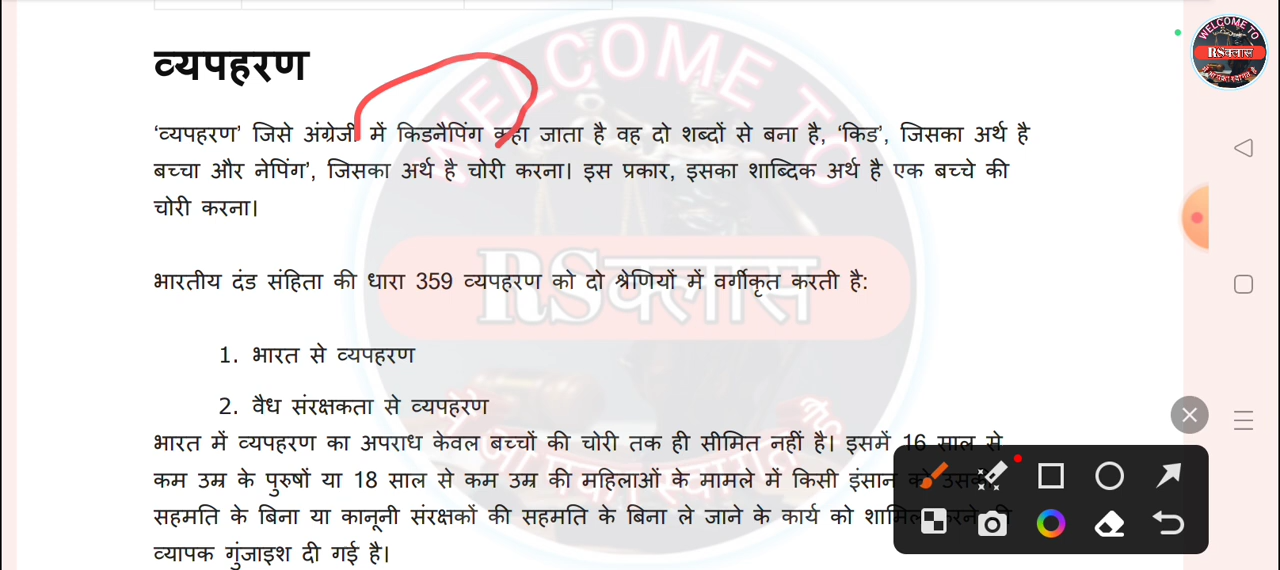 व्यपहरण
WELCOME TO
RSक्लास
‘व्यपहरण’ जिसे अंग्रेजी में किडनैपिंग कहा जाता है वह दो शब्दों से बना है, ‘किड’, जिसका अर्थ है
बच्चा और नेपिंग’, जिसका अर्थ है चोरी करना। इस प्रकार, इसका शाब्दिक अर्थ है एक बच्चे की
चोरी करना।
WELCOME TO
RSक्लास
भारतीय दंड संहिता की धारा 359 व्यपहरण को दो श्रेणियों में वर्गीकृत करती है:
1. भारत से व्यपहरण
2. वैध संरक्षकता से व्यपहरण
भारत में व्यपहरण का अपराध केवल बच्चों की चोरी तक ही सीमित नहीं है। इसमें 16 साल से
कम उम्र के पुरुषों या 18 साल से कम उम्र की महिलाओं के मामले में किसी इंसान को उसकी
सहमति के बिना या कानूनी संरक्षकों की सहमति के बिना ले जाने के कार्य को शामिल करने की
व्यापक गुंजाइश दी गई है।